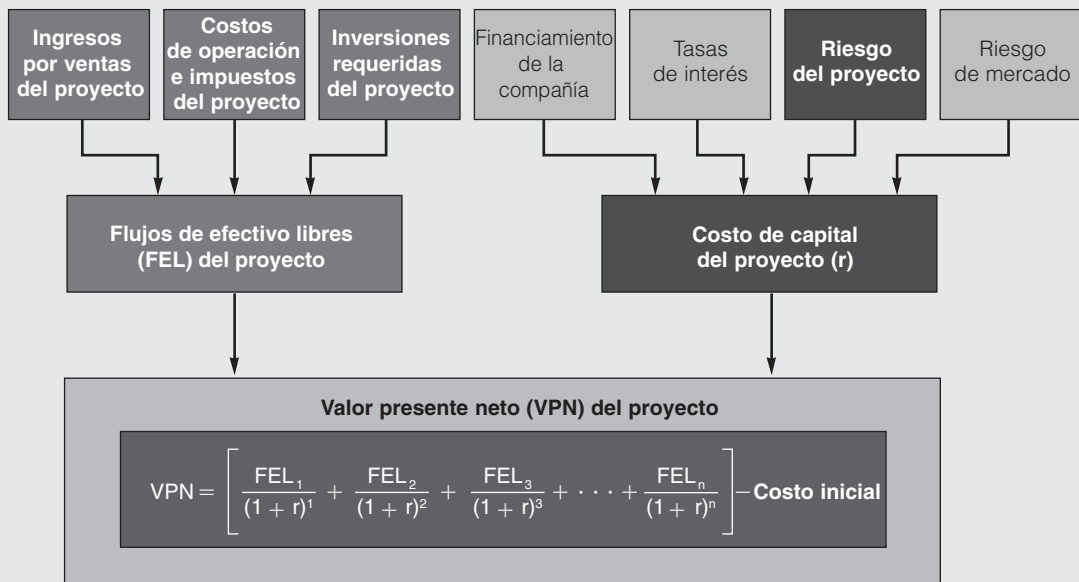 Ingresos
por ventas
del proyecto
Costos
de operación
e impuestos
del proyecto
Inversiones
requeridas
del proyecto
Financiamiento
de la
compañía
Tasas
de interés
Riesgo
del proyecto
Riesgo
de mercado
Flujos de efectivo libres
(FEL) del proyecto
Costo de capital
del proyecto (r)
Valor presente neto (VPN) del proyecto
VPN = [ FEL₁/(1 + r)¹ + FEL₂/(1 + r)² + FEL₃/(1 + r)³ + · · · + FELₙ/(1 + r)ⁿ ] − Costo inicial